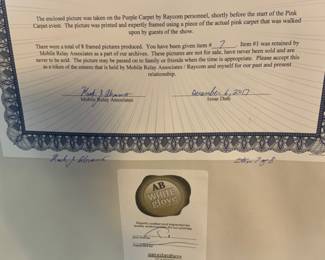 The enclosed picture was taken on the Purple Carpet by Raycom personnel, shortly before the start of the Pink
Carpet event. The picture was printed and expertly framed using a piece of the actual pink carpet that was walked
upon by guests of the show.
There were a total of 8 framed pictures produced. You have been given item # 7 Item #1 was retained by
Mobile Relay Associates as a part of our archives. These pictures are not for sale, have never been sold and are
never to be sold. The picture may be passed on to family or friends when the time is appropriate. Please accept this
as a token of the esteem that is held by Mobile Relay Associates / Raycom and myself for our past and present
relationship.
December 6, 2017
Mobile Relay Associates
Issue Date
Item 7 of 8
AB
WHITE
glove